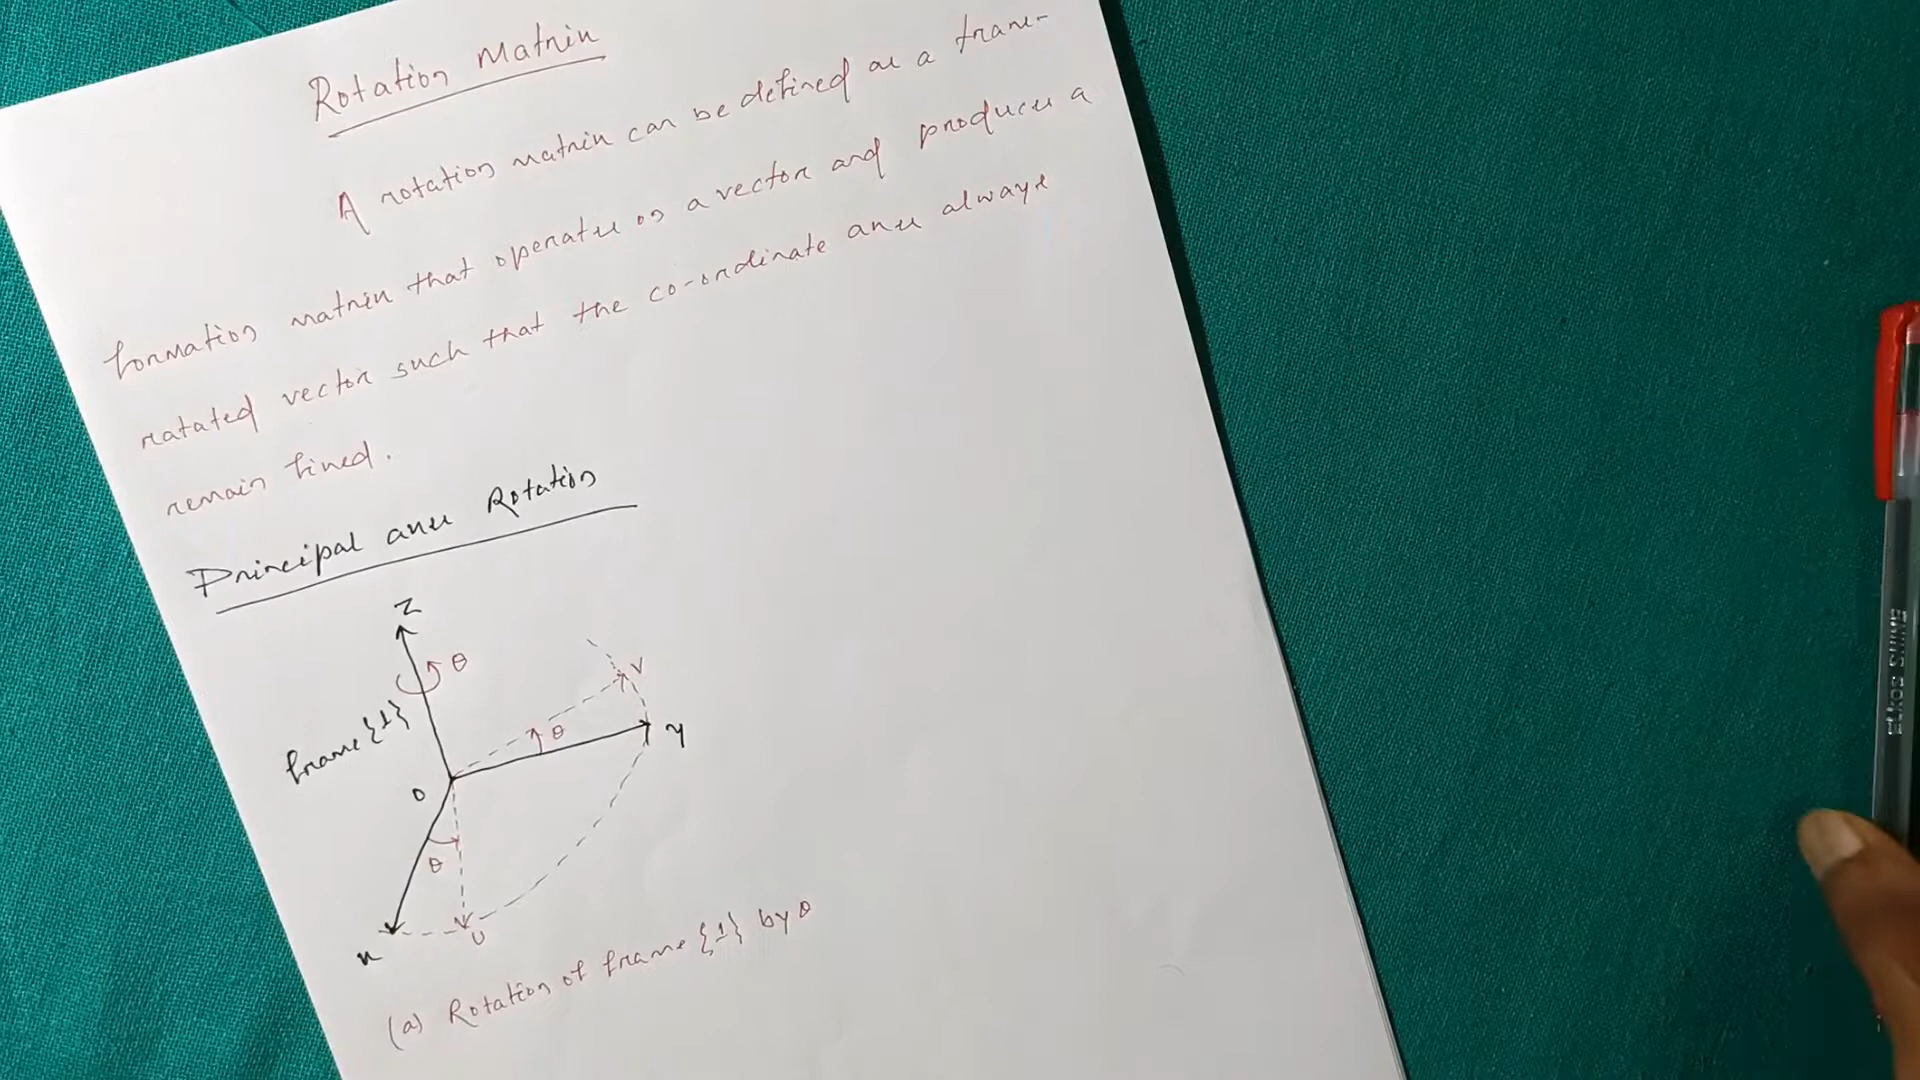 Rotation Matrix
A rotation matrix can be defined as a trans-
formation matrix that operates on a vector and produces a
rotated vector such that the co-ordinate axes always
remain fixed.
Principal axes Rotation
Z
θ
V
frame {1}
θ
y
O
θ
x
U
(a) Rotation of frame {1} by θ
ELKOS SHINE